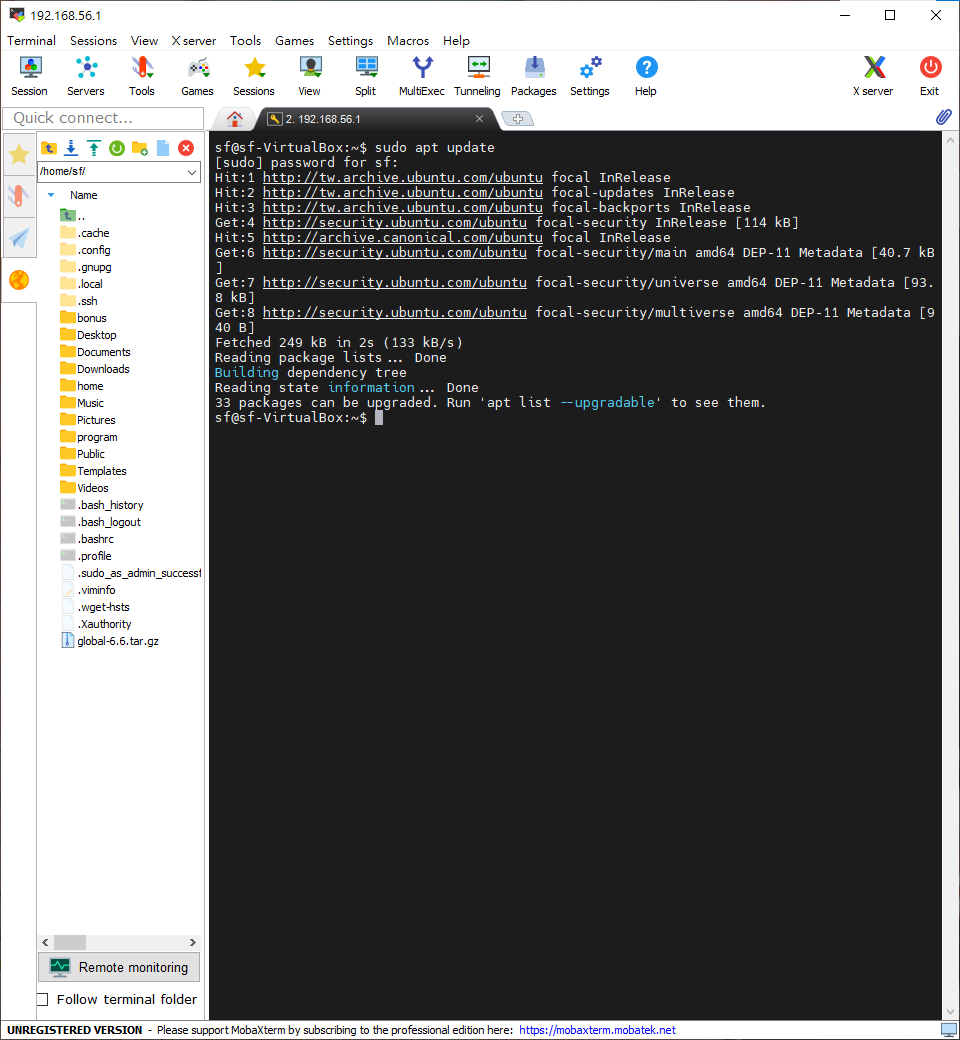 192.168.56.1
Terminal Sessions View X server Tools Games Settings Macros Help
Session Servers Tools Games Sessions View Split MultiExec Tunneling Packages Settings Help X server Exit
Quick connect...
2. 192.168.56.1
/home/sf/
Name
..
.cache
.config
.gnupg
.local
.ssh
bonus
Desktop
Documents
Downloads
home
Music
Pictures
program
Public
Templates
Videos
.bash_history
.bash_logout
.bashrc
.profile
.sudo_as_admin_successf
.viminfo
.wget-hsts
.Xauthority
global-6.6.tar.gz
Remote monitoring
Follow terminal folder
sf@sf-VirtualBox:~$ sudo apt update
[sudo] password for sf:
Hit:1 http://tw.archive.ubuntu.com/ubuntu focal InRelease
Hit:2 http://tw.archive.ubuntu.com/ubuntu focal-updates InRelease
Hit:3 http://tw.archive.ubuntu.com/ubuntu focal-backports InRelease
Get:4 http://security.ubuntu.com/ubuntu focal-security InRelease [114 kB]
Hit:5 http://archive.canonical.com/ubuntu focal InRelease
Get:6 http://security.ubuntu.com/ubuntu focal-security/main amd64 DEP-11 Metadata [40.7 kB
]
Get:7 http://security.ubuntu.com/ubuntu focal-security/universe amd64 DEP-11 Metadata [93.
8 kB]
Get:8 http://security.ubuntu.com/ubuntu focal-security/multiverse amd64 DEP-11 Metadata [9
40 B]
Fetched 249 kB in 2s (133 kB/s)
Reading package lists... Done
Building dependency tree
Reading state information... Done
33 packages can be upgraded. Run 'apt list --upgradable' to see them.
sf@sf-VirtualBox:~$
UNREGISTERED VERSION - Please support MobaXterm by subscribing to the professional edition here: https://mobaxterm.mobatek.net